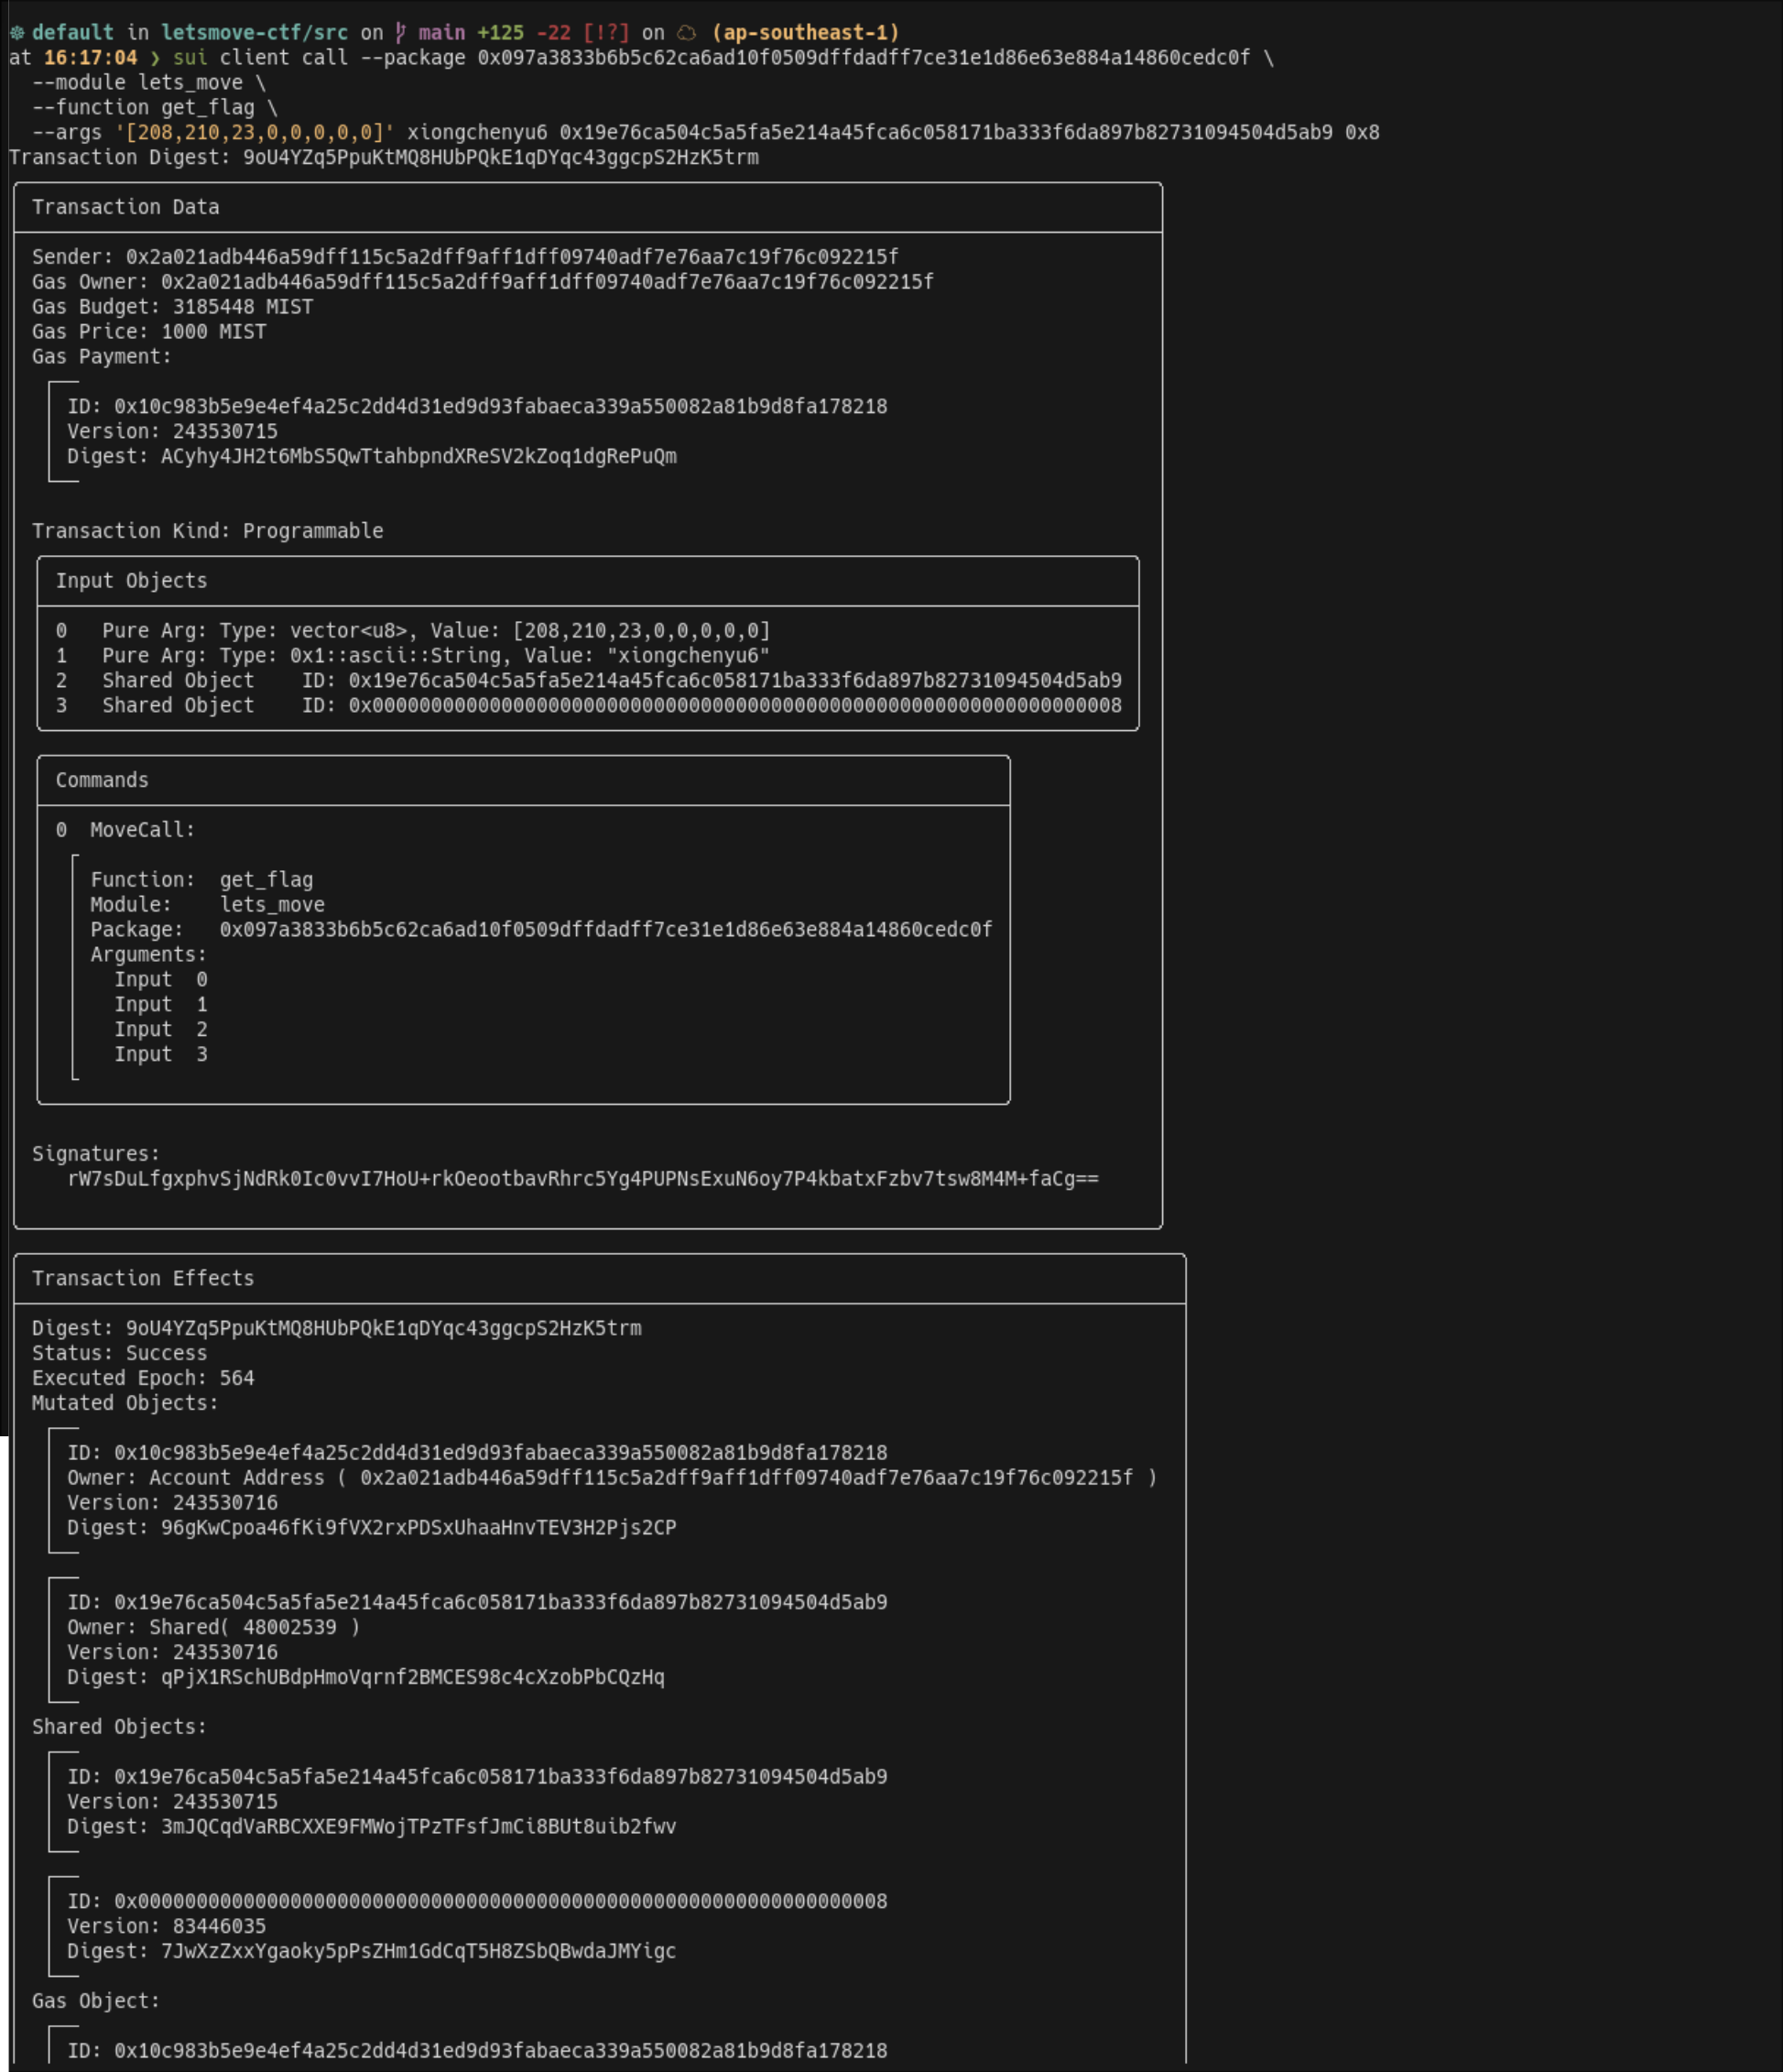 default in letsmove-ctf/src on main +125 -22 [!?] on (ap-southeast-1)
at 16:17:04 ❯ sui client call --package 0x097a3833b6b5c62ca6ad10f0509dffdadff7ce31e1d86e63e884a14860cedc0f \
--module lets_move \
--function get_flag \
--args '[208,210,23,0,0,0,0,0]' xiongchenyu6 0x19e76ca504c5a5fa5e214a45fca6c058171ba333f6da897b82731094504d5ab9 0x8
Transaction Digest: 9oU4YZq5PpuKtMQ8HUbPQkE1qDYqc43ggcpS2HzK5trm
Transaction Data
Sender: 0x2a021adb446a59dff115c5a2dff9aff1dff09740adf7e76aa7c19f76c092215f
Gas Owner: 0x2a021adb446a59dff115c5a2dff9aff1dff09740adf7e76aa7c19f76c092215f
Gas Budget: 3185448 MIST
Gas Price: 1000 MIST
Gas Payment:
ID: 0x10c983b5e9e4ef4a25c2dd4d31ed9d93fabaeca339a550082a81b9d8fa178218
Version: 243530715
Digest: ACyhy4JH2t6MbS5QwTtahbpndXReSV2kZoq1dgRePuQm
Transaction Kind: Programmable
Input Objects
0 Pure Arg: Type: vector<u8>, Value: [208,210,23,0,0,0,0,0]
1 Pure Arg: Type: 0x1::ascii::String, Value: "xiongchenyu6"
2 Shared Object ID: 0x19e76ca504c5a5fa5e214a45fca6c058171ba333f6da897b82731094504d5ab9
3 Shared Object ID: 0x0000000000000000000000000000000000000000000000000000000000000008
Commands
0 MoveCall:
Function: get_flag
Module: lets_move
Package: 0x097a3833b6b5c62ca6ad10f0509dffdadff7ce31e1d86e63e884a14860cedc0f
Arguments:
Input 0
Input 1
Input 2
Input 3
Signatures:
rW7sDuLfgxphvSjNdRk0Ic0vvI7HoU+rkOeootbavRhrc5Yg4PUPNsExuN6oy7P4kbatxFzbv7tsw8M4M+faCg==
Transaction Effects
Digest: 9oU4YZq5PpuKtMQ8HUbPQkE1qDYqc43ggcpS2HzK5trm
Status: Success
Executed Epoch: 564
Mutated Objects:
ID: 0x10c983b5e9e4ef4a25c2dd4d31ed9d93fabaeca339a550082a81b9d8fa178218
Owner: Account Address ( 0x2a021adb446a59dff115c5a2dff9aff1dff09740adf7e76aa7c19f76c092215f )
Version: 243530716
Digest: 96gKwCpoa46fKi9fVX2rxPDSxUhaaHnvTEV3H2Pjs2CP
ID: 0x19e76ca504c5a5fa5e214a45fca6c058171ba333f6da897b82731094504d5ab9
Owner: Shared( 48002539 )
Version: 243530716
Digest: qPjX1RSchUBdpHmoVqrnf2BMCES98c4cXzobPbCQzHq
Shared Objects:
ID: 0x19e76ca504c5a5fa5e214a45fca6c058171ba333f6da897b82731094504d5ab9
Version: 243530715
Digest: 3mJQCqdVaRBCXXE9FMWojTPzTFsfJmCi8BUt8uib2fwv
ID: 0x0000000000000000000000000000000000000000000000000000000000000008
Version: 83446035
Digest: 7JwXzZxxYgaoky5pPsZHm1GdCqT5H8ZSbQBwdaJMYigc
Gas Object:
ID: 0x10c983b5e9e4ef4a25c2dd4d31ed9d93fabaeca339a550082a81b9d8fa178218